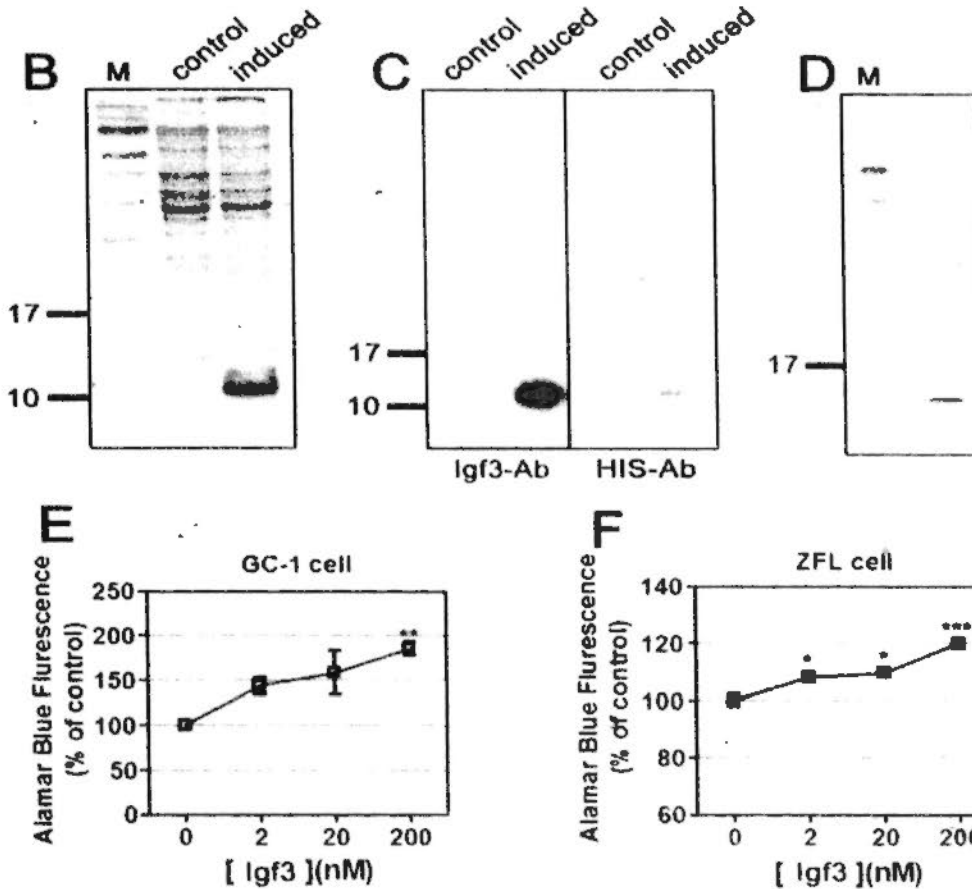 B
M
control
induced
17
10
C
control
induced
control
induced
17
10
Igf3-Ab
HIS-Ab
D
M
17
E
GC-1 cell
Alamar Blue Flurescence
(% of control)
250
200
150
100
50
0
**
0 2 20 200
[ Igf3 ](nM)
F
ZFL cell
Alamar Blue Flurescence
(% of control)
140
120
100
80
60
* * ***
0 2 20 200
[ Igf3 ](nM)